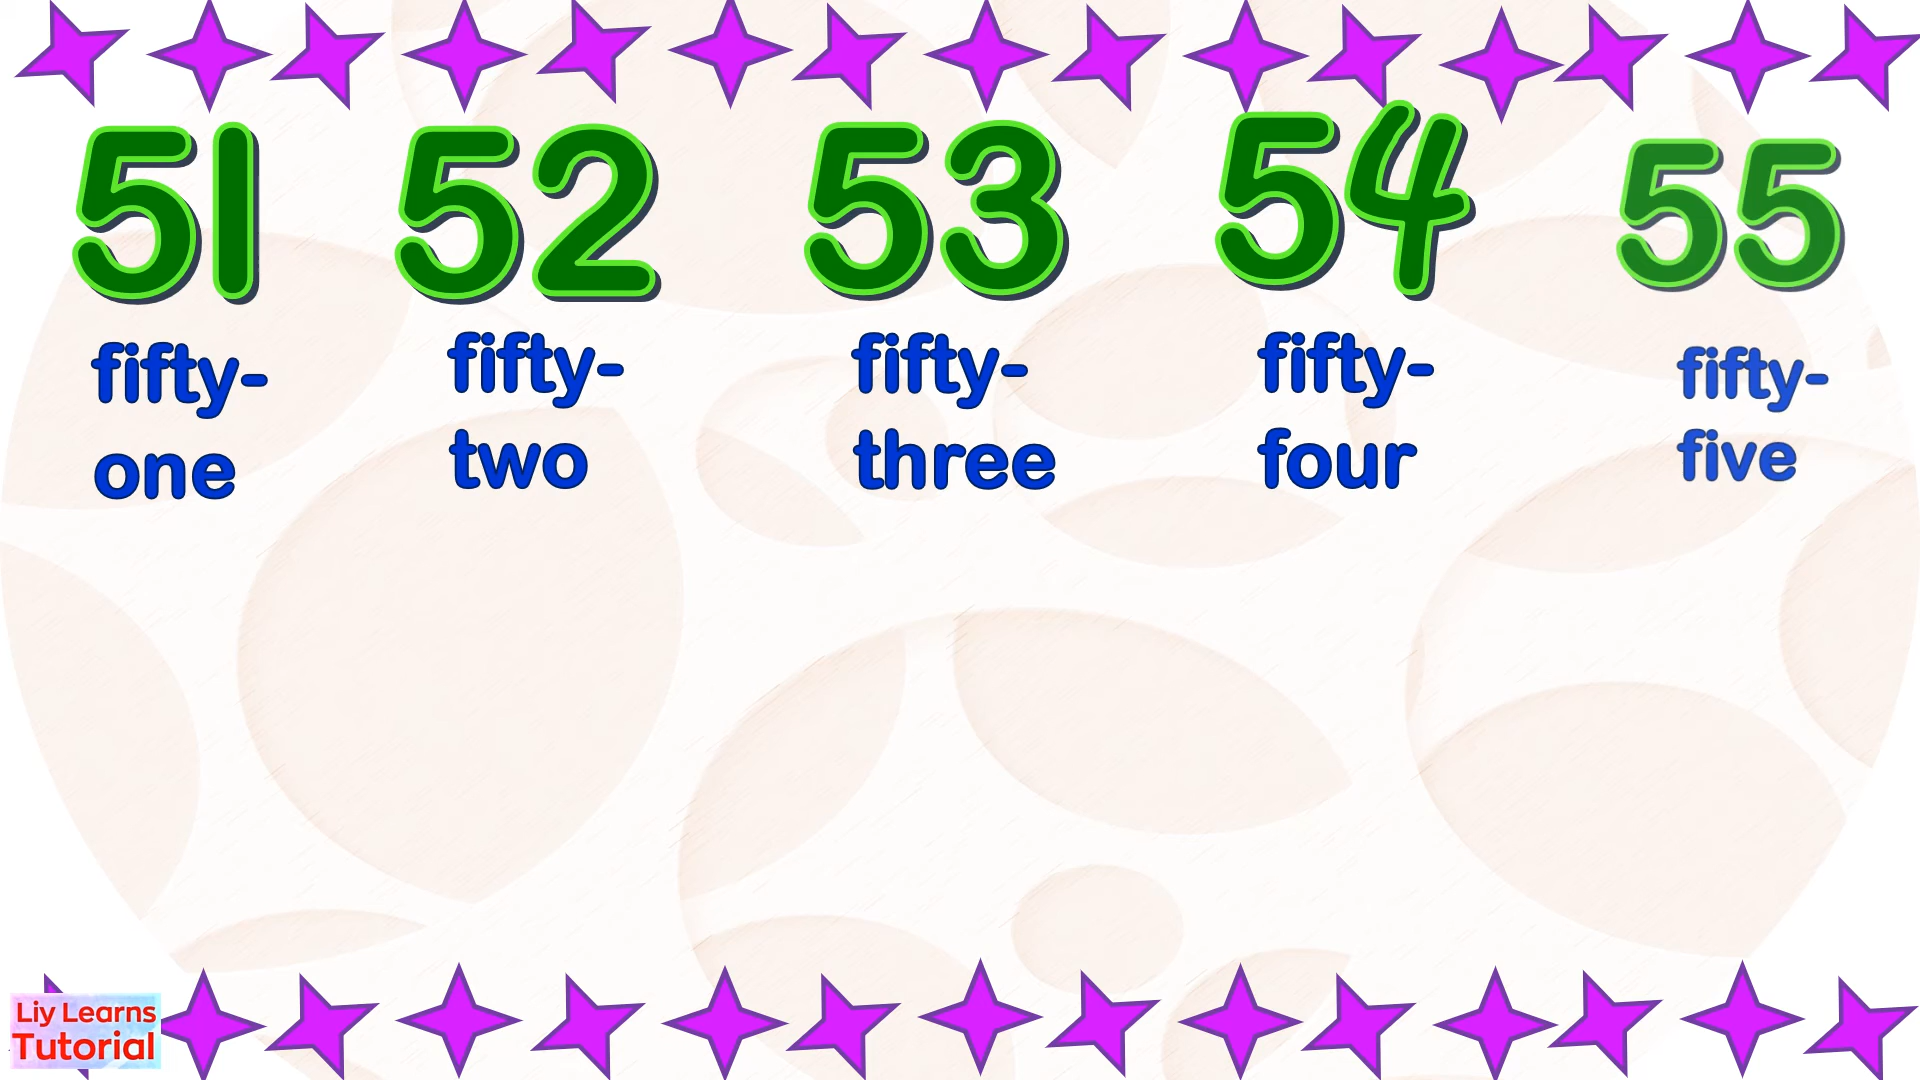 51 52 53 54 55
fifty- fifty- fifty- fifty- fifty-
one two three four five
Liy Learns
Tutorial